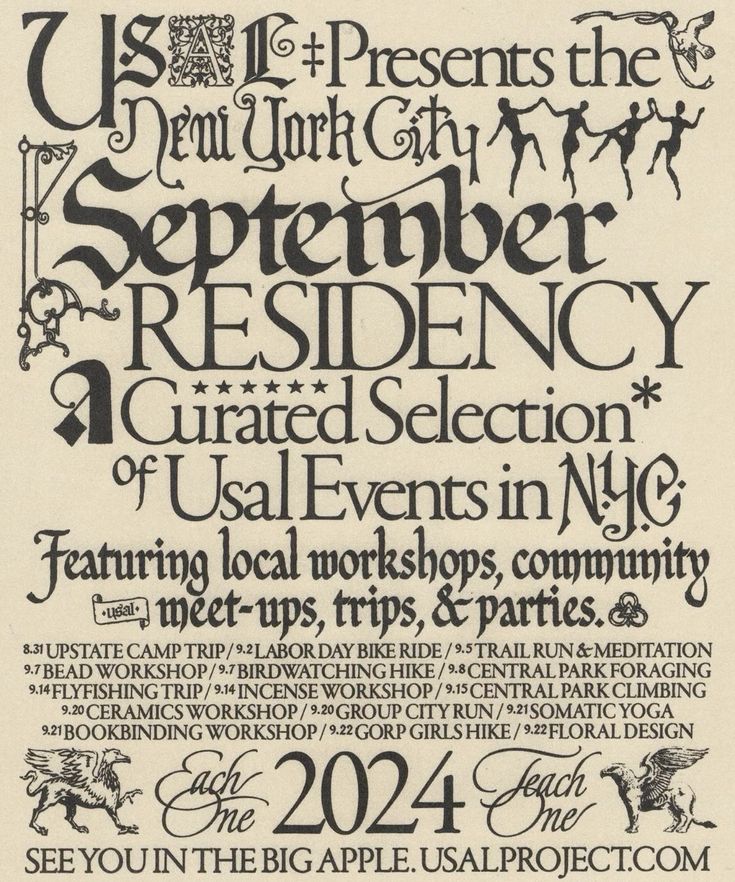 USAL‡Presents the
New York City
September
RESIDENCY
A Curated Selection*
of Usal Events in N.Y.C.
Featuring local workshops, community
•usal• meet-ups, trips, & parties.
8.31 UPSTATE CAMP TRIP / 9.2 LABOR DAY BIKE RIDE / 9.5 TRAIL RUN & MEDITATION
9.7 BEAD WORKSHOP / 9.7 BIRDWATCHING HIKE / 9.8 CENTRAL PARK FORAGING
9.14 FLYFISHING TRIP / 9.14 INCENSE WORKSHOP / 9.15 CENTRAL PARK CLIMBING
9.20 CERAMICS WORKSHOP / 9.20 GROUP CITY RUN / 9.21 SOMATIC YOGA
9.21 BOOKBINDING WORKSHOP / 9.22 GORP GIRLS HIKE / 9.22 FLORAL DESIGN
Each One 2024 Teach One
SEE YOU IN THE BIG APPLE. USALPROJECT.COM